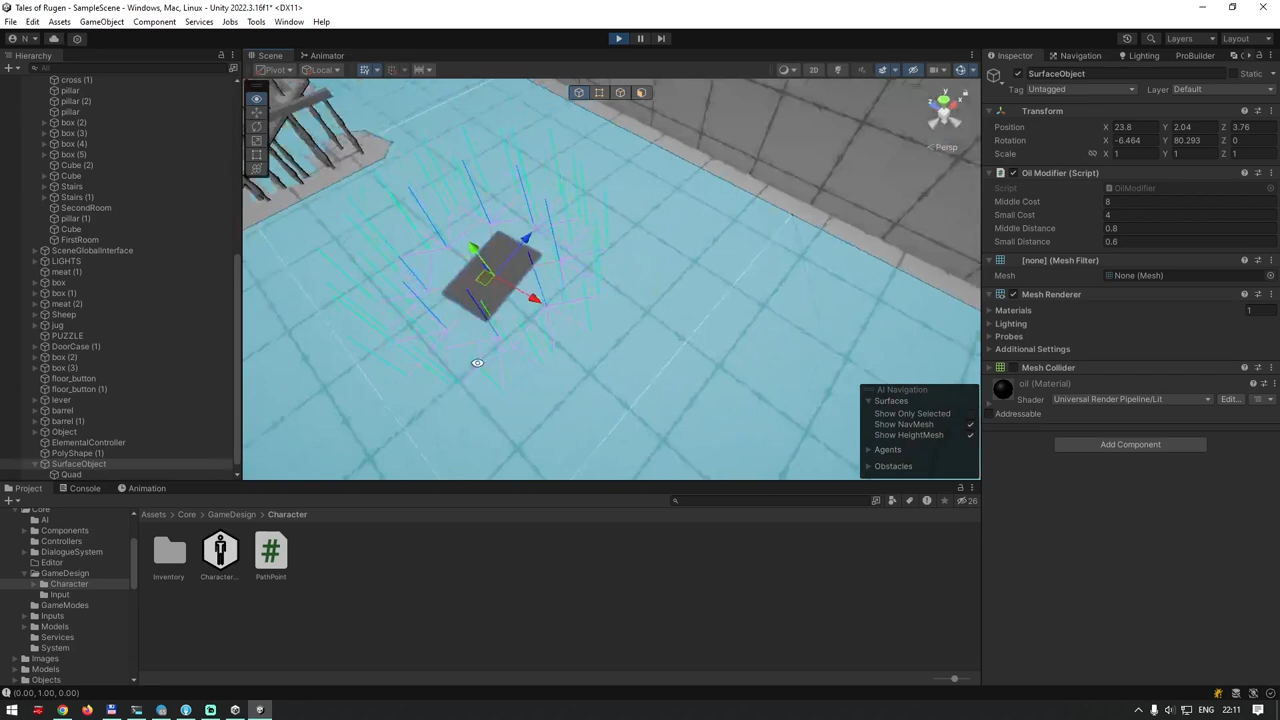 Tales of Rugen - SampleScene - Windows, Mac, Linux - Unity 2022.3.16f1* <DX11>
File Edit Assets GameObject Component Services Jobs Tools Window Help
N Layers Layout
Hierarchy
All
cross (1)
pillar
pillar (2)
pillar
box (2)
box (3)
box (4)
box (5)
Cube (2)
Cube
Stairs
Stairs (1)
SecondRoom
pillar (1)
Cube
FirstRoom
SceneGlobalInterface
LIGHTS
meat (1)
box
box (1)
meat (2)
Sheep
jug
PUZZLE
DoorCase (1)
box (2)
box (3)
floor_button
floor_button (1)
lever
barrel
barrel (1)
Object
ElementalController
PolyShape (1)
SurfaceObject
Quad
Scene Animator
Pivot Local 2D
y
x
z
Persp
AI Navigation
Surfaces
Show Only Selected
Show NavMesh
Show HeightMesh
Agents
Obstacles
Inspector Navigation Lighting ProBuilder
SurfaceObject Static
Tag Untagged Layer Default
Transform
Position X 23.8 Y 2.04 Z 3.76
Rotation X -6.464 Y 80.293 Z 0
Scale X 1 Y 1 Z 1
Oil Modifier (Script)
Script OilModifier
Middle Cost 8
Small Cost 4
Middle Distance 0.8
Small Distance 0.6
[none] (Mesh Filter)
Mesh None (Mesh)
Mesh Renderer
Materials 1
Lighting
Probes
Additional Settings
Mesh Collider
oil (Material)
Shader Universal Render Pipeline/Lit Edit...
Addressable
Add Component
Project Console Animation
26
Core
AI
Components
Controllers
DialogueSystem
Editor
GameDesign
Character
Input
GameModes
Inputs
Models
Services
System
Images
Models
Objects
Assets > Core > GameDesign > Character
Inventory Character... PathPoint
(0.00, 1.00, 0.00)
ENG 22:11